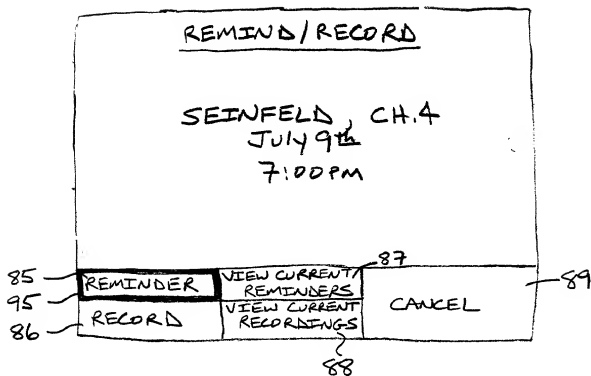 REMIND/RECORD
SEINFELD, CH.4
July 9th
7:00PM
87
85
REMINDER
VIEW CURRENT
REMINDERS
89
95
CANCEL
86
RECORD
VIEW CURRENT
RECORDINGS
88